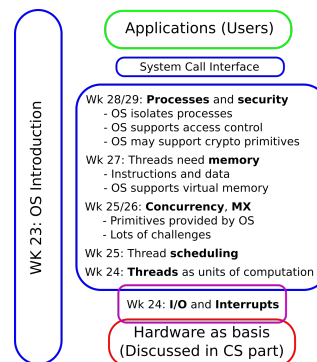 WK 23: OS Introduction
Applications (Users)
System Call Interface
Wk 28/29: Processes and security
- OS isolates processes
- OS supports access control
- OS may support crypto primitives
Wk 27: Threads need memory
- Instructions and data
- OS supports virtual memory
Wk 25/26: Concurrency, MX
- Primitives provided by OS
- Lots of challenges
Wk 25: Thread scheduling
Wk 24: Threads as units of computation
Wk 24: I/O and Interrupts
Hardware as basis
(Discussed in CS part)